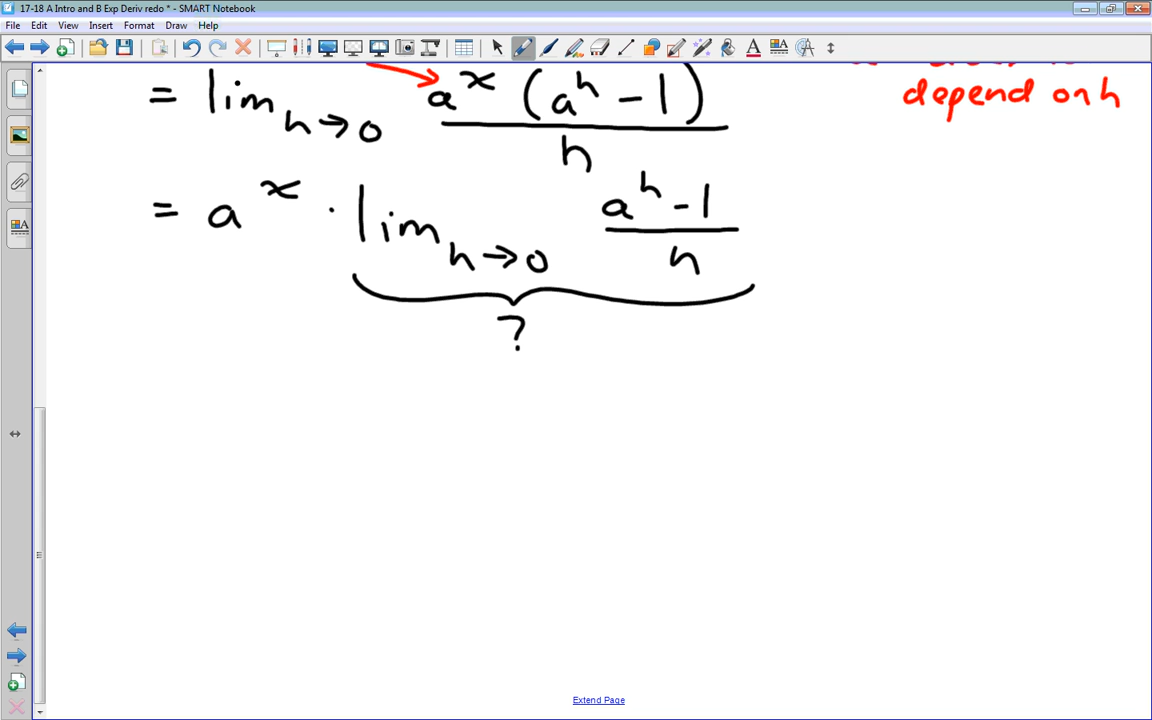 17-18 A Intro and B Exp Deriv redo * - SMART Notebook
File Edit View Insert Format Draw Help
= lim h→0 a^x (a^h - 1) / h
depend on h
= a^x · lim h→0 a^h - 1 / h
?
Extend Page